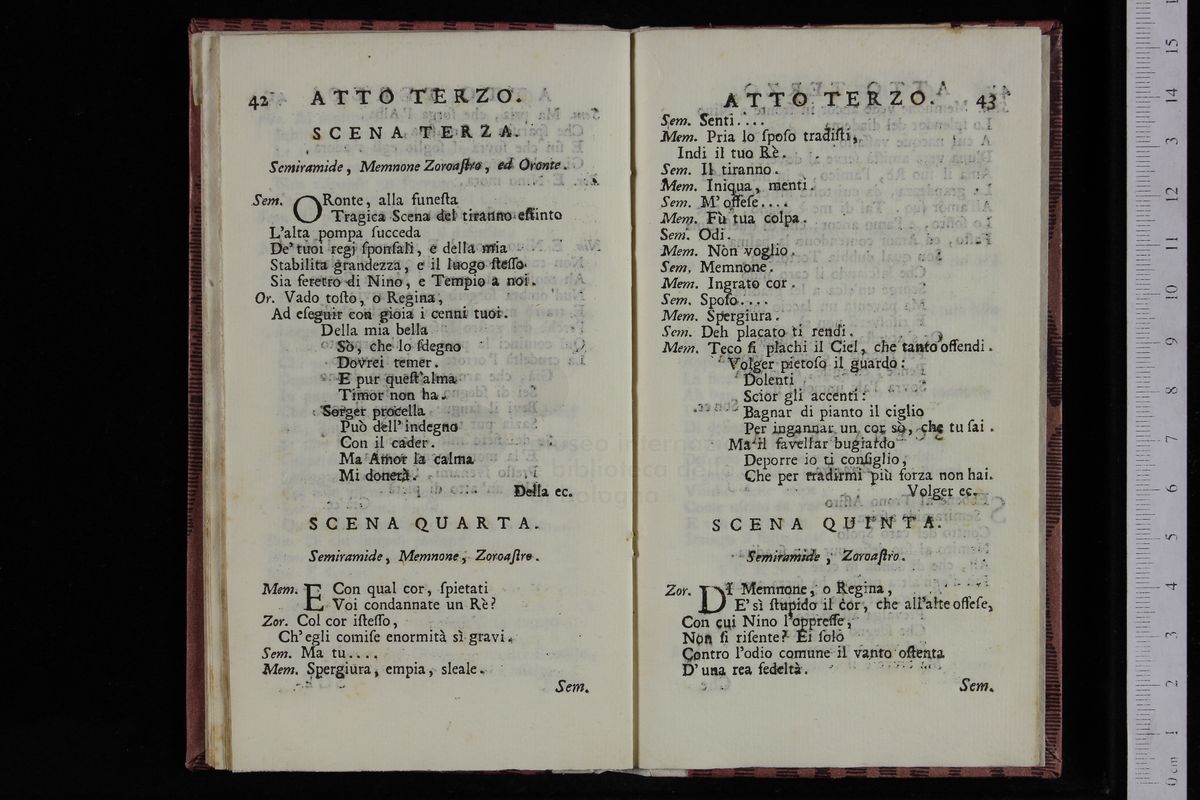 42 ATTO TERZO.
SCENA TERZA.
Semiramide, Memnone Zoroaſtro, ed Oronte.
Sem. ORonte, alla funeſta
Tragica Scena del tiranno eſtinto
L'alta pompa ſucceda
De' tuoi regj ſponſali, e della mia
Stabilita grandezza, e il luogo ſteſſo
Sia feretro di Nino, e Tempio a noi.
Or. Vado toſto, o Regina,
Ad eſeguir con gioia i cenni tuoi.
Della mia bella
Sò, che lo ſdegno
Dovrei temer.
E pur queſt'alma
Timor non ha.
Sorger procella
Può dell'indegno
Con il cader.
Ma Amor la calma
Mi donerà.
Della ec.
SCENA QUARTA.
Semiramide, Memnone, Zoroaſtro.
Mem. E Con qual cor, ſpietati
Voi condannate un Rè?
Zor. Col cor iſteſſo,
Ch'egli comiſe enormità sì gravi.
Sem. Ma tu....
Mem. Spergiura, empia, sleale.
Sem.
ATTO TERZO. 43
Sem. Senti....
Mem. Pria lo ſpoſo tradiſti,
Indi il tuo Rè.
Sem. Il tiranno.
Mem. Iniqua, menti.
Sem. M'offeſe....
Mem. Fù tua colpa.
Sem. Odi.
Mem. Nòn voglio.
Sem. Memnone.
Mem. Ingrato cor.
Sem. Spoſo....
Mem. Spergiura.
Sem. Deh placato ti rendi.
Mem. Teco ſi plachi il Ciel, che tanto offendi.
Volger pietoſo il guardo:
Dolenti
Scior gli accenti:
Bagnar di pianto il ciglio
Per ingannar un cor sò, che tu ſai.
Ma il favellar bugiardo
Deporre io ti conſiglio,
Che per tradirmi più forza non hai.
Volger ec.
SCENA QUINTA.
Semiramide, Zoroaſtro.
Zor. DI Memnone, o Regina,
E' sì ſtupido il cor, che all'alte offeſe,
Con cui Nino l'oppreſſe,
Non ſi riſente? Ei ſolo
Contro l'odio comune il vanto oſtenta
D'una rea fedeltà.
Sem.